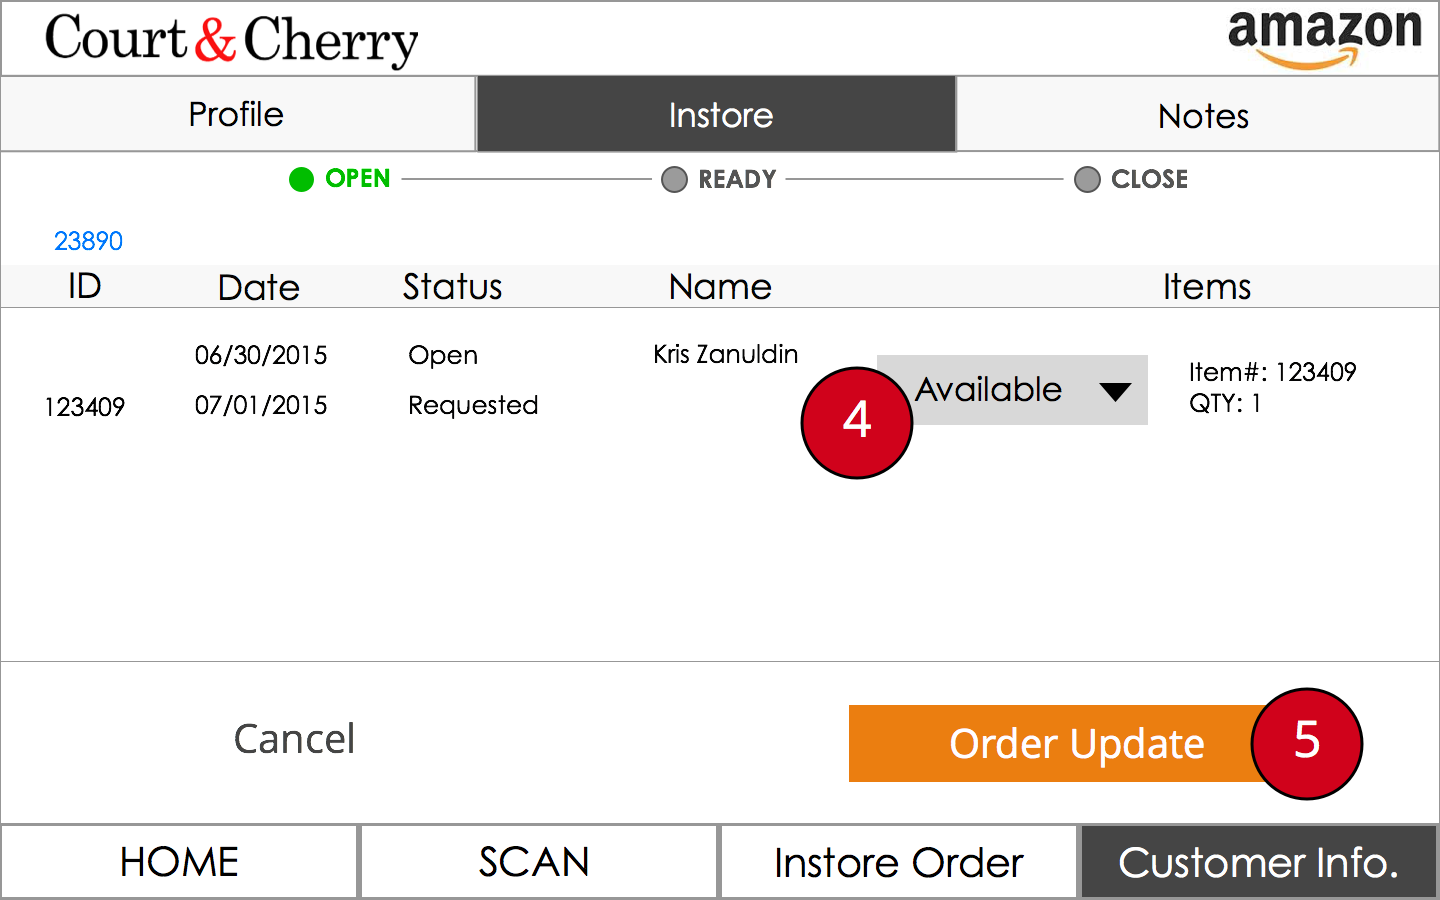 Court&Cherry
amazon
Profile
Instore
Notes
OPEN
READY
CLOSE
23890
ID Date Status Name Items
06/30/2015 Open Kris Zanuldin
123409 07/01/2015 Requested
4
Available
Item#: 123409
QTY: 1
Cancel
Order Update
5
HOME
SCAN
Instore Order
Customer Info.